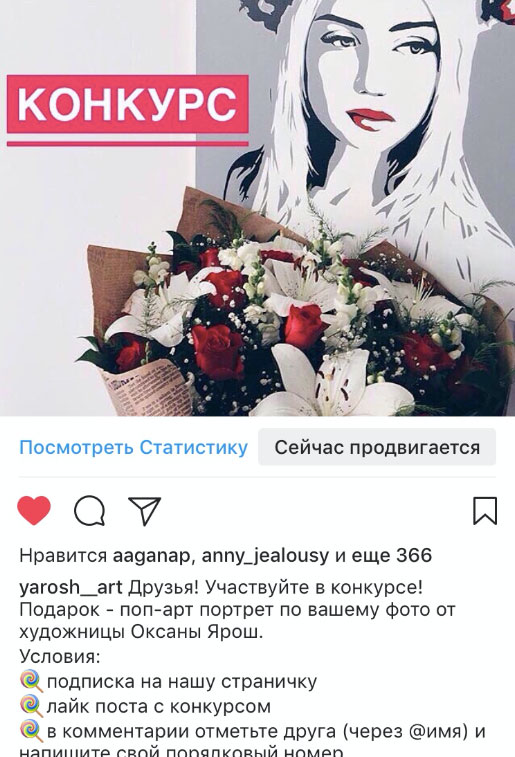 КОНКУРС
Посмотреть Статистику
Сейчас продвигается
Нравится aaganap, anny_jealousy и еще 366
yarosh__art Друзья! Участвуйте в конкурсе!
Подарок - поп-арт портрет по вашему фото от
художницы Оксаны Ярош.
Условия:
🍭 подписка на нашу страничку
🍭 лайк поста с конкурсом
🍭 в комментарии отметьте друга (через @имя) и
напишите свой порядковый номер